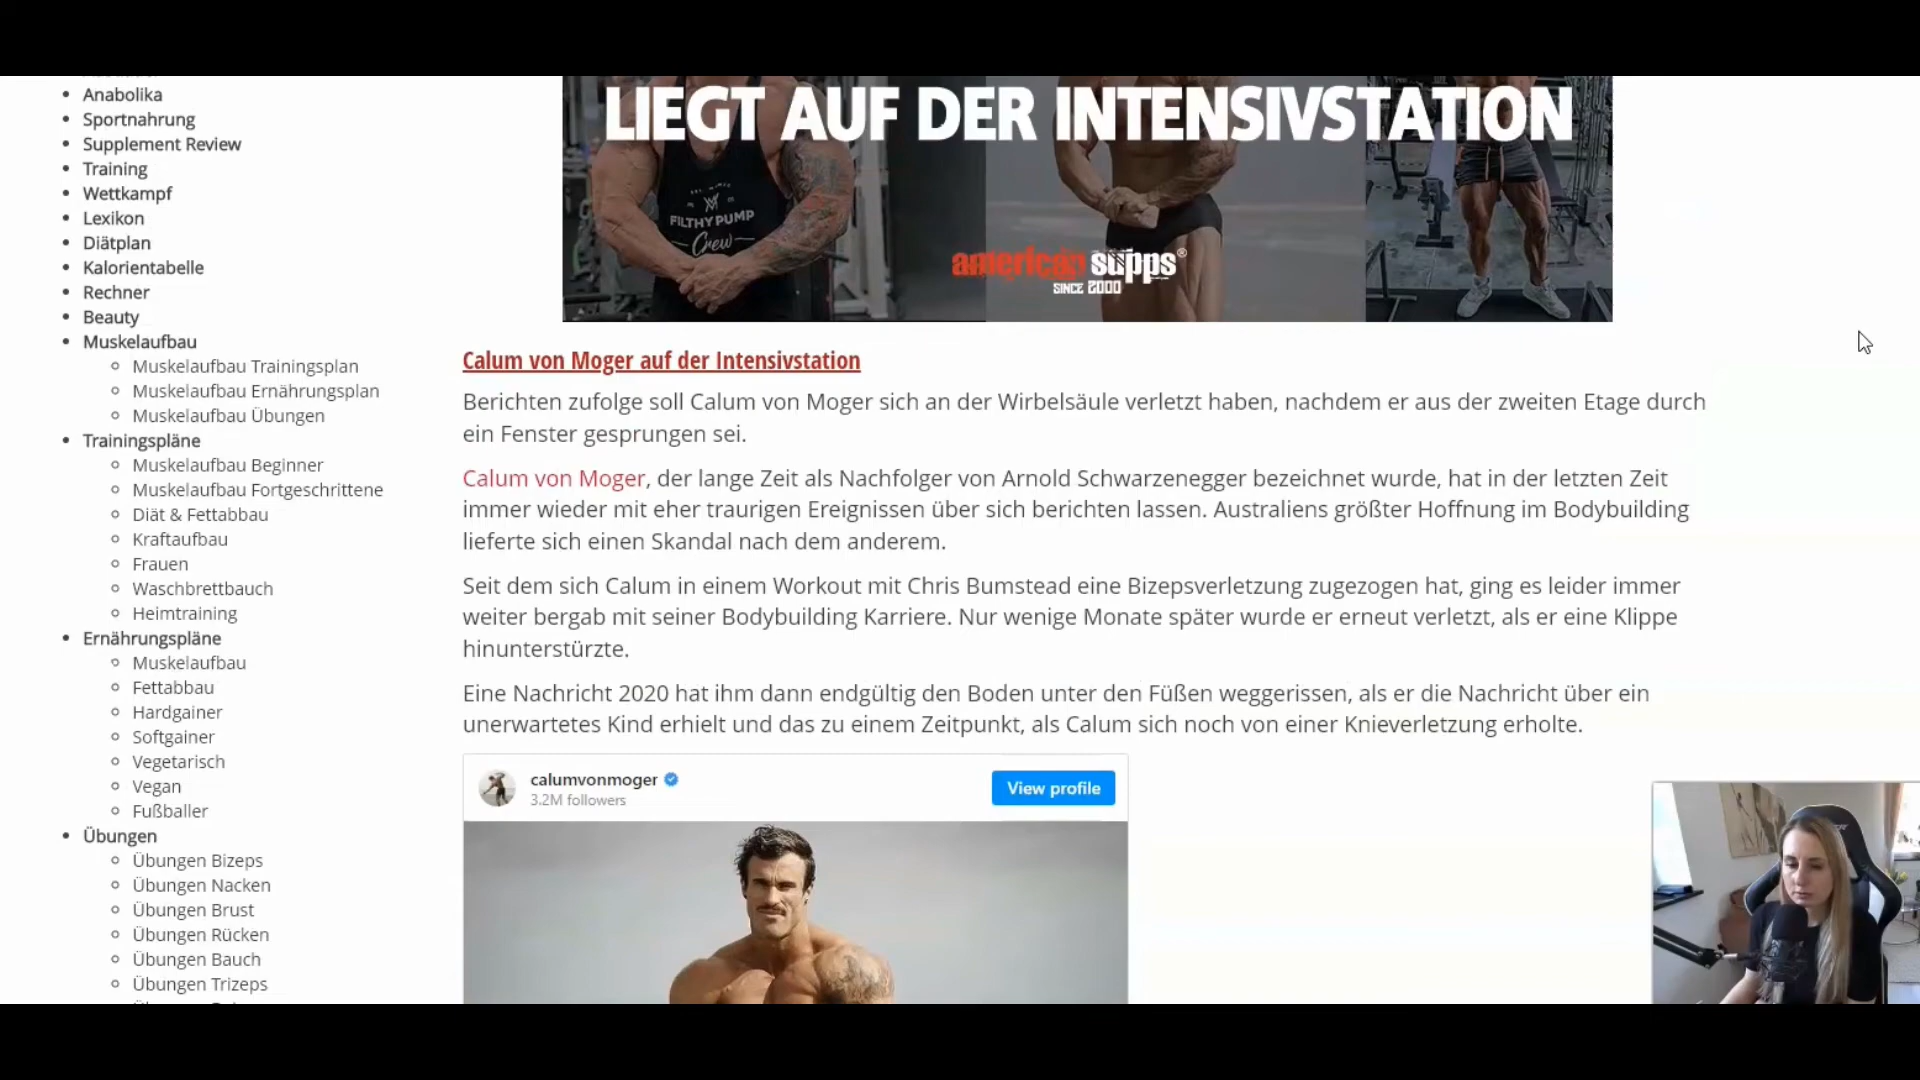 LIEGT AUF DER INTENSIVSTATION
FILTHY PUMP
Crew
american supps®
SINCE 2000
Anabolika
Sportnahrung
Supplement Review
Training
Wettkampf
Lexikon
Diätplan
Kalorientabelle
Rechner
Beauty
Muskelaufbau
Muskelaufbau Trainingsplan
Muskelaufbau Ernährungsplan
Muskelaufbau Übungen
Trainingspläne
Muskelaufbau Beginner
Muskelaufbau Fortgeschrittene
Diät & Fettabbau
Kraftaufbau
Frauen
Waschbrettbauch
Heimtraining
Ernährungspläne
Muskelaufbau
Fettabbau
Hardgainer
Softgainer
Vegetarisch
Vegan
Fußballer
Übungen
Übungen Bizeps
Übungen Nacken
Übungen Brust
Übungen Rücken
Übungen Bauch
Übungen Trizeps
Calum von Moger auf der Intensivstation
Berichten zufolge soll Calum von Moger sich an der Wirbelsäule verletzt haben, nachdem er aus der zweiten Etage durch
ein Fenster gesprungen sei.
Calum von Moger, der lange Zeit als Nachfolger von Arnold Schwarzenegger bezeichnet wurde, hat in der letzten Zeit
immer wieder mit eher traurigen Ereignissen über sich berichten lassen. Australiens größter Hoffnung im Bodybuilding
lieferte sich einen Skandal nach dem anderem.
Seit dem sich Calum in einem Workout mit Chris Bumstead eine Bizepsverletzung zugezogen hat, ging es leider immer
weiter bergab mit seiner Bodybuilding Karriere. Nur wenige Monate später wurde er erneut verletzt, als er eine Klippe
hinunterstürzte.
Eine Nachricht 2020 hat ihm dann endgültig den Boden unter den Füßen weggerissen, als er die Nachricht über ein
unerwartetes Kind erhielt und das zu einem Zeitpunkt, als Calum sich noch von einer Knieverletzung erholte.
calumvonmoger
3.2M followers
View profile